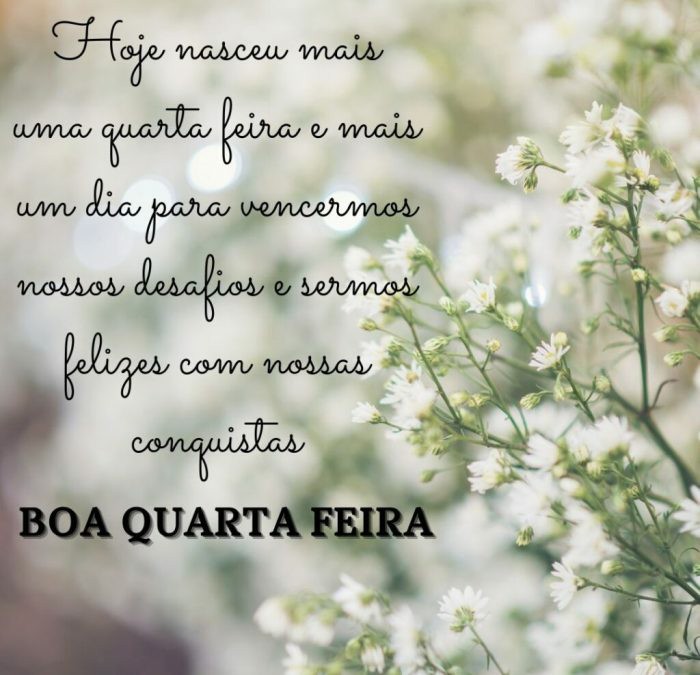 Hoje nasceu mais
uma quarta feira e mais
um dia para vencermos
nossos desafios e sermos
felizes com nossas
conquistas
BOA QUARTA FEIRA